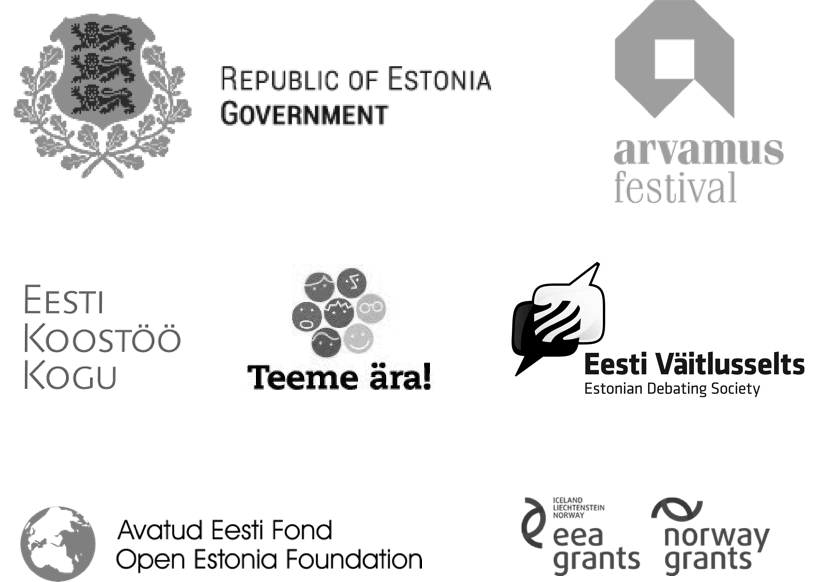 REPUBLIC OF ESTONIA
GOVERNMENT
arvamus
festival
EESTI
KOOSTÖÖ
KOGU
Teeme ära!
Eesti Väitlusselts
Estonian Debating Society
Avatud Eesti Fond
Open Estonia Foundation
ICELAND
LIECHTENSTEIN
NORWAY
eea
grants
norway
grants